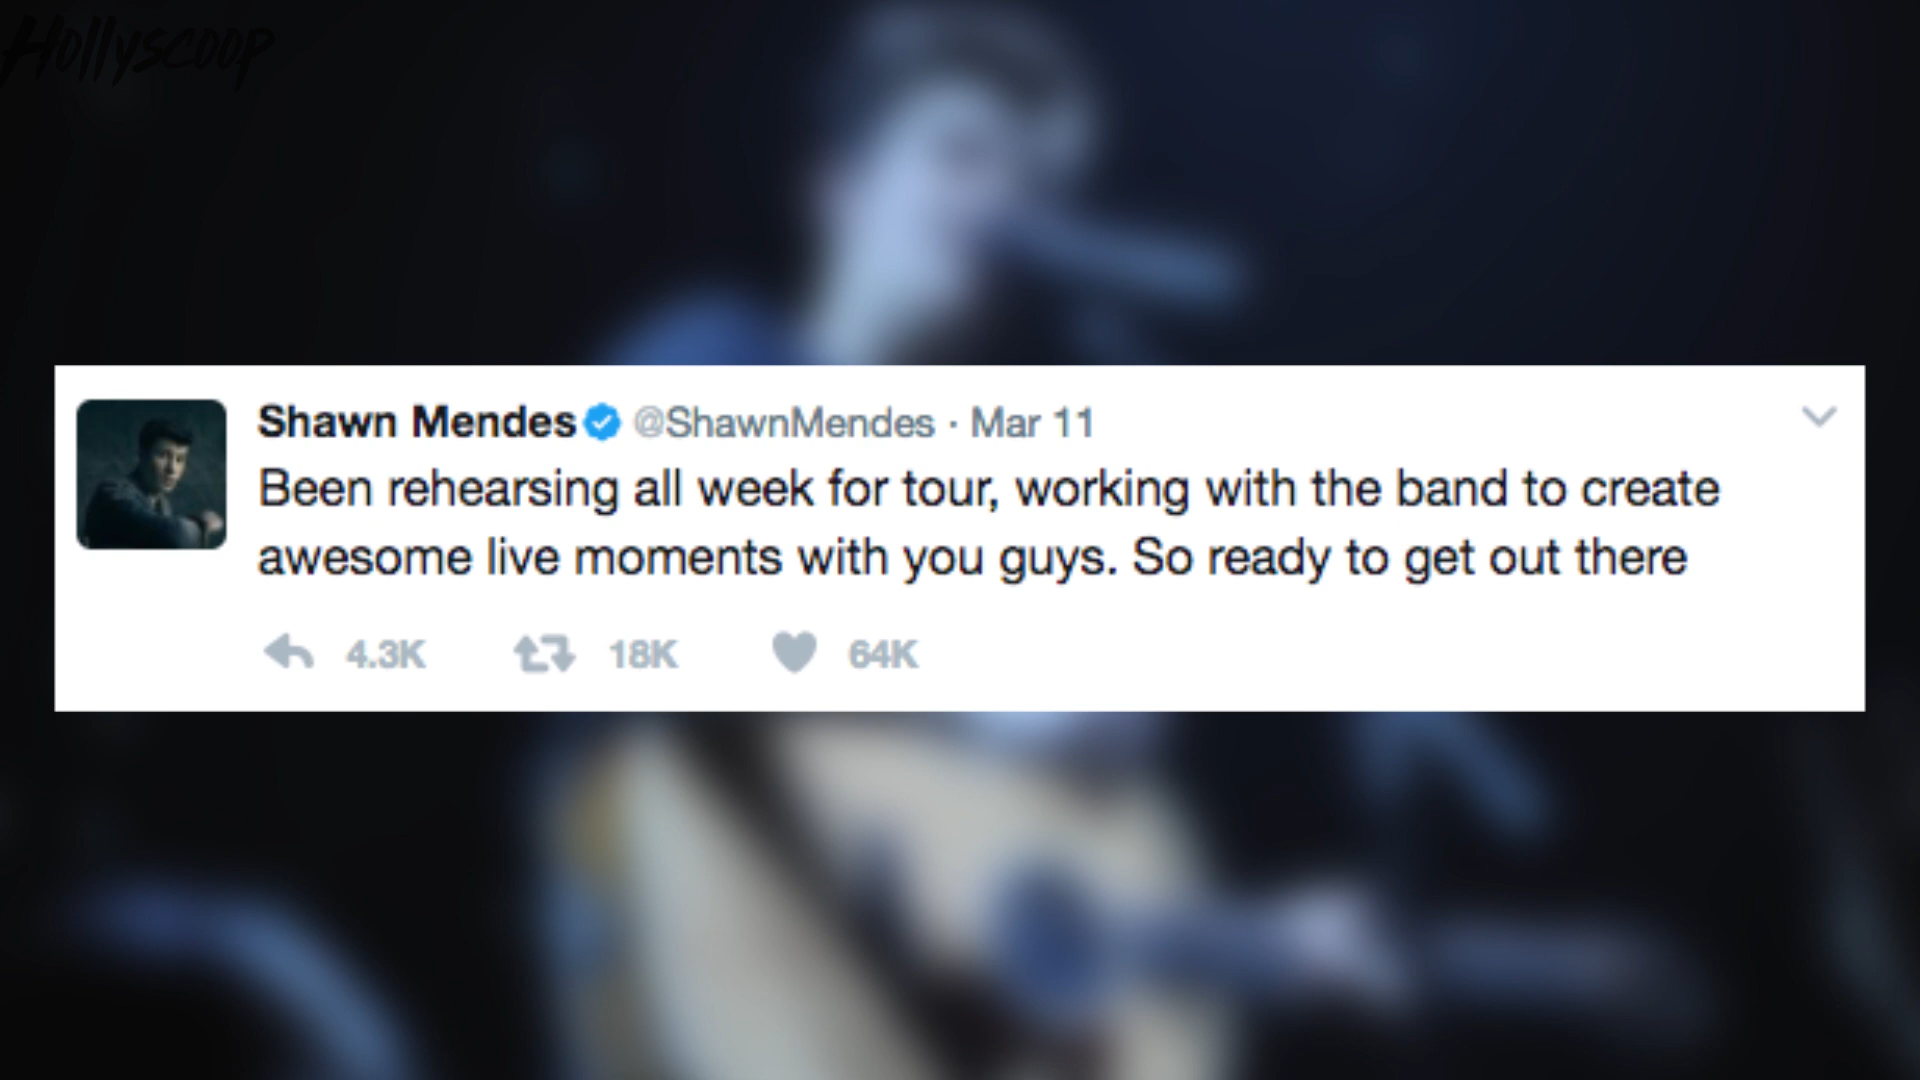 Hollyscoop
Shawn Mendes @ShawnMendes · Mar 11
Been rehearsing all week for tour, working with the band to create
awesome live moments with you guys. So ready to get out there
4.3K 18K 64K